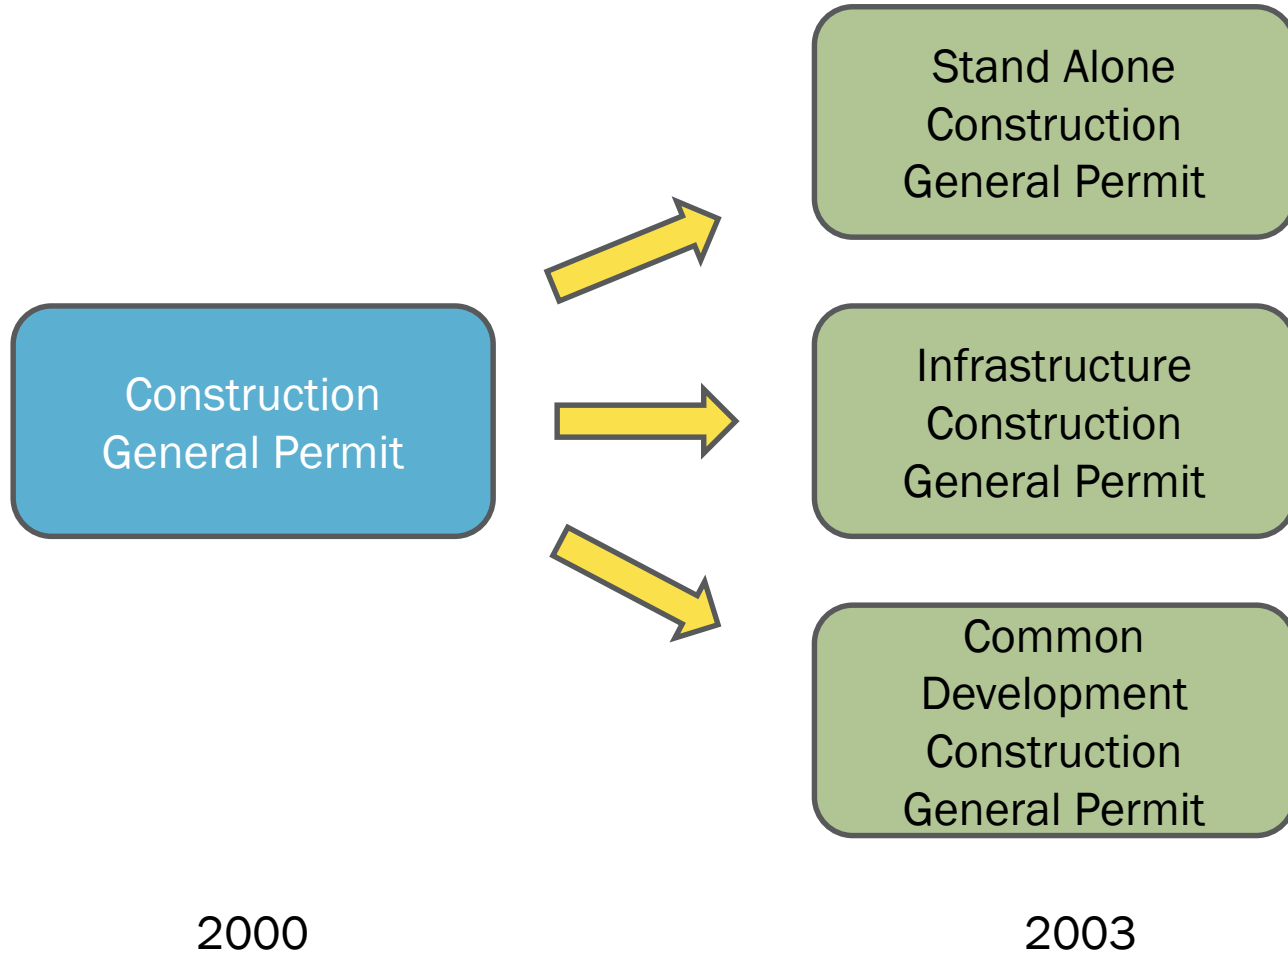 Construction
General Permit
Stand Alone
Construction
General Permit
Infrastructure
Construction
General Permit
Common
Development
Construction
General Permit
2000
2003